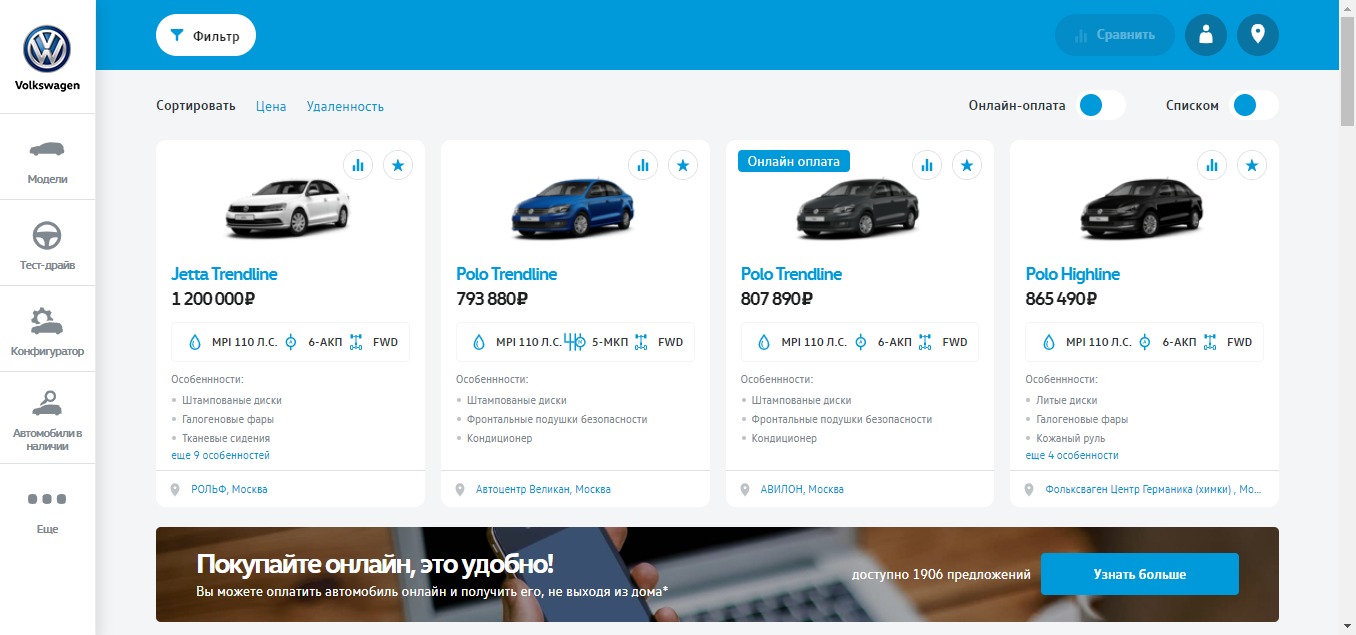 Volkswagen
Модели
Тест-драйв
Конфигуратор
Автомобили в
наличии
Еще
Фильтр
Сравнить
Сортировать Цена Удаленность
Онлайн-оплата Списком
Jetta Trendline
1 200 000₽
MPI 110 Л.С. 6-АКП FWD
Особеннности:
Штампованые диски
Галогеновые фары
Тканевые сидения
еще 9 особенностей
РОЛЬФ, Москва
Polo Trendline
793 880₽
MPI 110 Л.С. 5-МКП FWD
Особеннности:
Штампованые диски
Фронтальные подушки безопасности
Кондиционер
Автоцентр Великан, Москва
Онлайн оплата
Polo Trendline
807 890₽
MPI 110 Л.С. 6-АКП FWD
Особеннности:
Штампованые диски
Фронтальные подушки безопасности
Кондиционер
АВИЛОН, Москва
Polo Highline
865 490₽
MPI 110 Л.С. 6-АКП FWD
Особеннности:
Литые диски
Галогеновые фары
Кожаный руль
еще 4 особенности
Фольксваген Центр Германика (химки) , Мо...
Покупайте онлайн, это удобно!
Вы можете оплатить автомобиль онлайн и получить его, не выходя из дома*
доступно 1906 предложений
Узнать больше